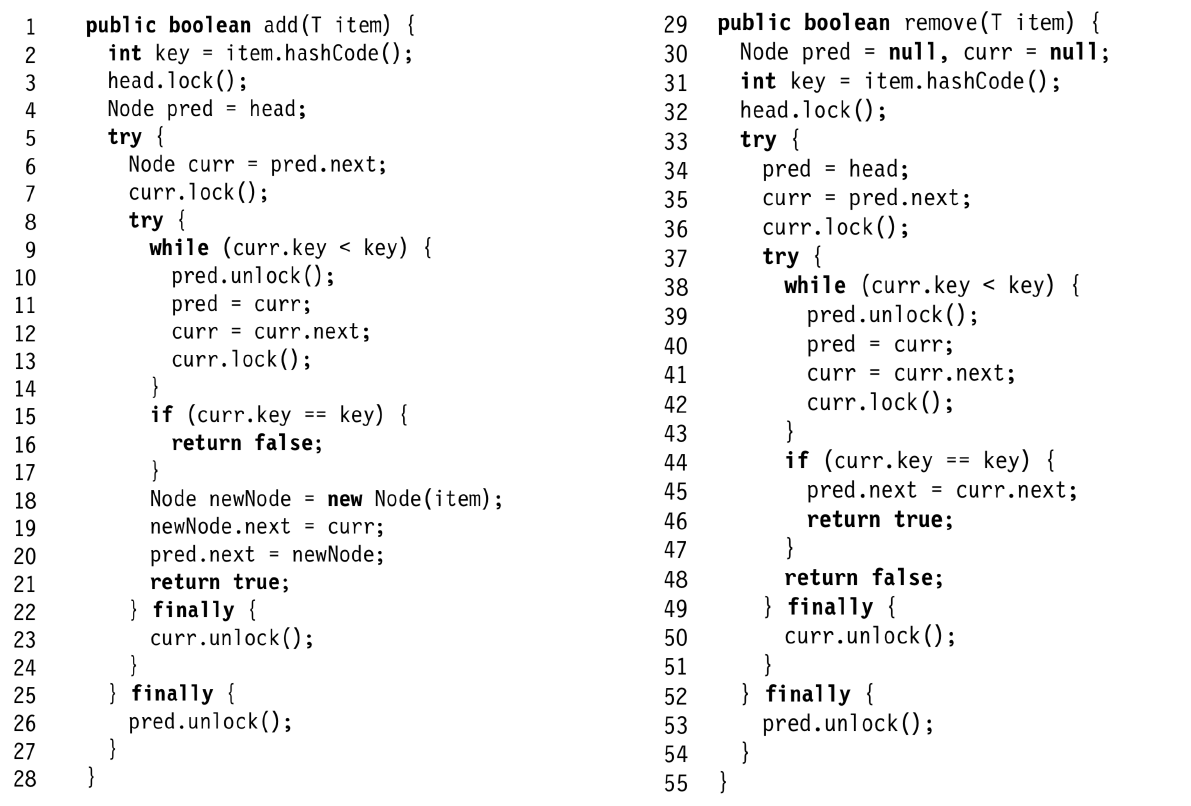 1 public boolean add(T item) {
2 int key = item.hashCode();
3 head.lock();
4 Node pred = head;
5 try {
6 Node curr = pred.next;
7 curr.lock();
8 try {
9 while (curr.key < key) {
10 pred.unlock();
11 pred = curr;
12 curr = curr.next;
13 curr.lock();
14 }
15 if (curr.key == key) {
16 return false;
17 }
18 Node newNode = new Node(item);
19 newNode.next = curr;
20 pred.next = newNode;
21 return true;
22 } finally {
23 curr.unlock();
24 }
25 } finally {
26 pred.unlock();
27 }
28 }
29 public boolean remove(T item) {
30 Node pred = null, curr = null;
31 int key = item.hashCode();
32 head.lock();
33 try {
34 pred = head;
35 curr = pred.next;
36 curr.lock();
37 try {
38 while (curr.key < key) {
39 pred.unlock();
40 pred = curr;
41 curr = curr.next;
42 curr.lock();
43 }
44 if (curr.key == key) {
45 pred.next = curr.next;
46 return true;
47 }
48 return false;
49 } finally {
50 curr.unlock();
51 }
52 } finally {
53 pred.unlock();
54 }
55 }